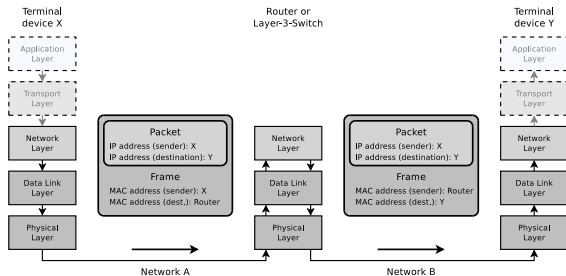 Terminal
device X
Router or
Layer-3-Switch
Terminal
device Y
Application
Layer
Transport
Layer
Network
Layer
Data Link
Layer
Physical
Layer
Packet
IP address (sender): X
IP address (destination): Y
Frame
MAC address (sender): X
MAC address (dest.): Router
Network
Layer
Data Link
Layer
Physical
Layer
Packet
IP address (sender): X
IP address (destination): Y
Frame
MAC address (sender): Router
MAC address (dest.): Y
Application
Layer
Transport
Layer
Network
Layer
Data Link
Layer
Physical
Layer
Network A
Network B